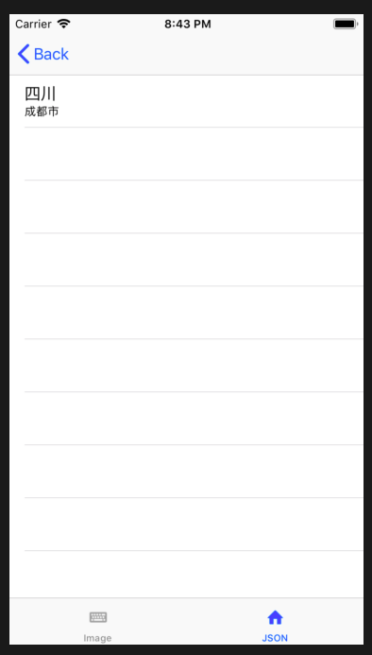 Carrier 8:43 PM
Back
四川
成都市
Image JSON